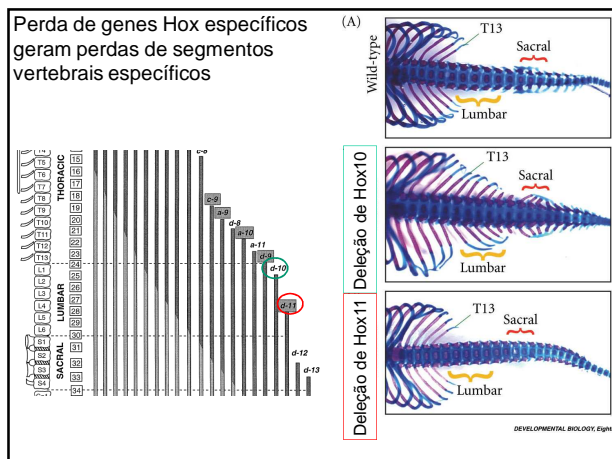 Perda de genes Hox específicos
geram perdas de segmentos
vertebrais específicos
(A)
Wild-type
T13
Sacral
Lumbar
Deleção de Hox10
Sacral
Lumbar
Deleção de Hox11
T13
Sacral
Lumbar
DEVELOPMENTAL BIOLOGY, Eight
THORACIC
LUMBAR
SACRAL
T4
T5
T6
T7
T8
T9
T10
T11
T12
T13
L1
L2
L3
L4
L5
L6
S1
S2
S3
S4
15
16
17
18
19
20
21
22
23
24
25
26
27
28
29
30
31
32
33
34
c-8
c-9
a-9
d-8
a-10
a-11
d-9
d-10
d-11
d-12
d-13